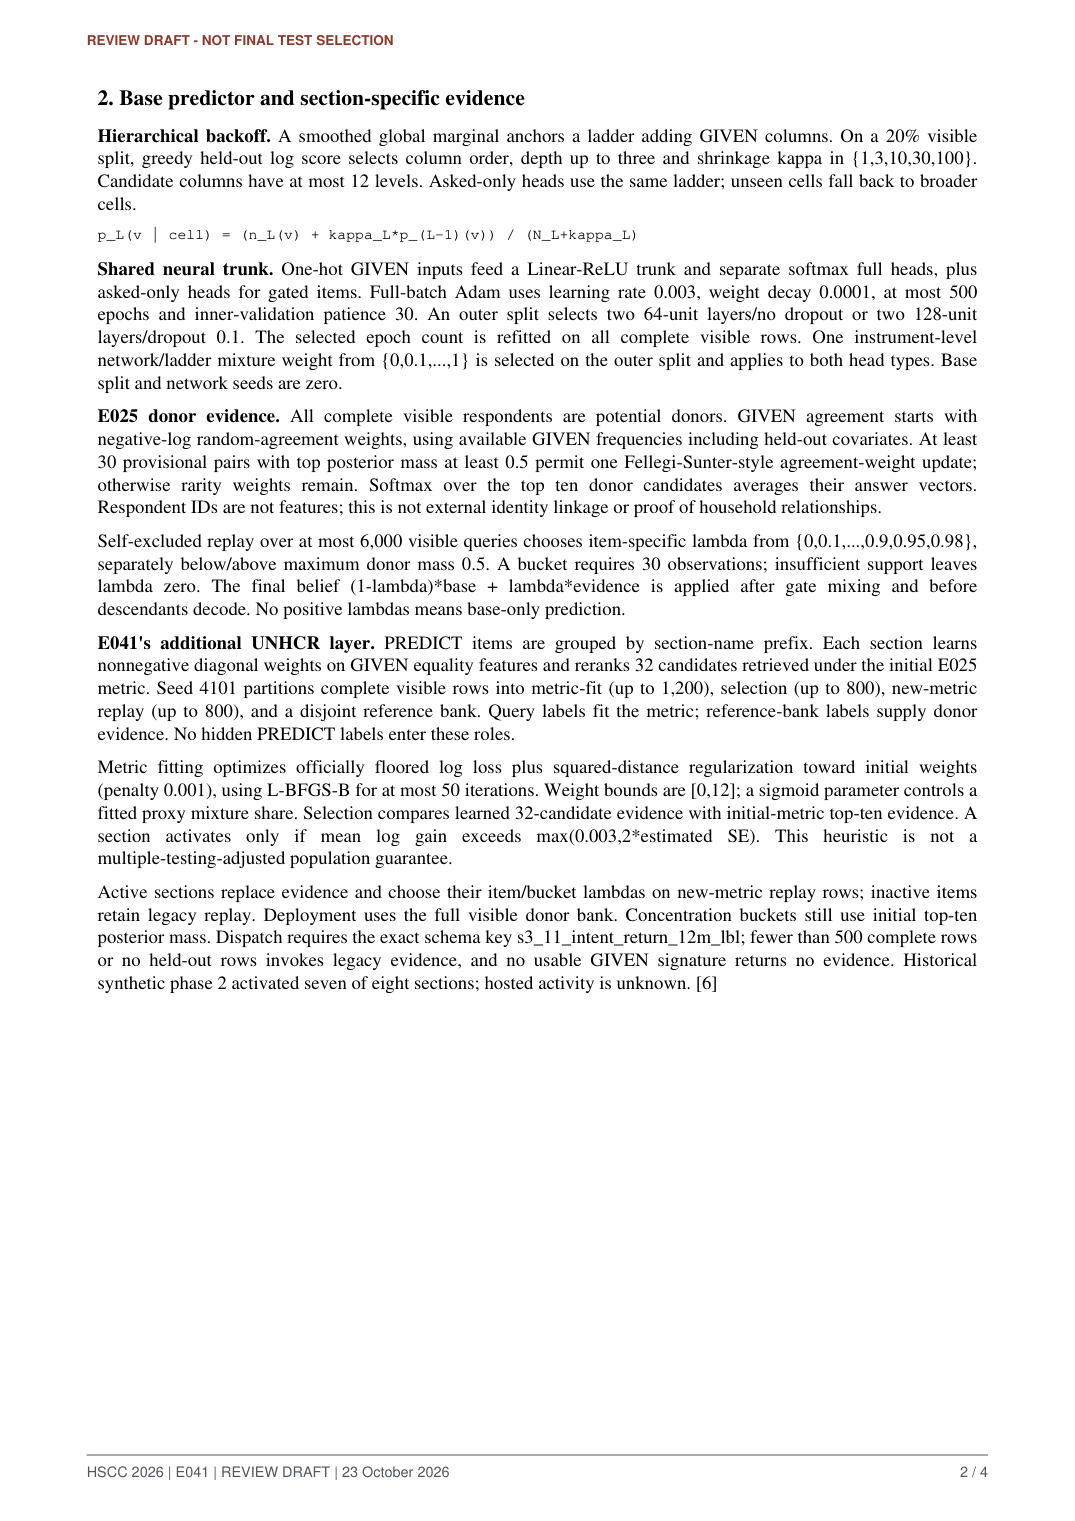 REVIEW DRAFT - NOT FINAL TEST SELECTION
2. Base predictor and section-specific evidence
Hierarchical backoff. A smoothed global marginal anchors a ladder adding GIVEN columns. On a 20% visible
split, greedy held-out log score selects column order, depth up to three and shrinkage kappa in {1,3,10,30,100}.
Candidate columns have at most 12 levels. Asked-only heads use the same ladder; unseen cells fall back to broader
cells.
p_L(v | cell) = (n_L(v) + kappa_L*p_(L-1)(v)) / (N_L+kappa_L)
Shared neural trunk. One-hot GIVEN inputs feed a Linear-ReLU trunk and separate softmax full heads, plus
asked-only heads for gated items. Full-batch Adam uses learning rate 0.003, weight decay 0.0001, at most 500
epochs and inner-validation patience 30. An outer split selects two 64-unit layers/no dropout or two 128-unit
layers/dropout 0.1. The selected epoch count is refitted on all complete visible rows. One instrument-level
network/ladder mixture weight from {0,0.1,...,1} is selected on the outer split and applies to both head types. Base
split and network seeds are zero.
E025 donor evidence. All complete visible respondents are potential donors. GIVEN agreement starts with
negative-log random-agreement weights, using available GIVEN frequencies including held-out covariates. At least
30 provisional pairs with top posterior mass at least 0.5 permit one Fellegi-Sunter-style agreement-weight update;
otherwise rarity weights remain. Softmax over the top ten donor candidates averages their answer vectors.
Respondent IDs are not features; this is not external identity linkage or proof of household relationships.
Self-excluded replay over at most 6,000 visible queries chooses item-specific lambda from {0,0.1,...,0.9,0.95,0.98},
separately below/above maximum donor mass 0.5. A bucket requires 30 observations; insufficient support leaves
lambda zero. The final belief (1-lambda)*base + lambda*evidence is applied after gate mixing and before
descendants decode. No positive lambdas means base-only prediction.
E041's additional UNHCR layer. PREDICT items are grouped by section-name prefix. Each section learns
nonnegative diagonal weights on GIVEN equality features and reranks 32 candidates retrieved under the initial E025
metric. Seed 4101 partitions complete visible rows into metric-fit (up to 1,200), selection (up to 800), new-metric
replay (up to 800), and a disjoint reference bank. Query labels fit the metric; reference-bank labels supply donor
evidence. No hidden PREDICT labels enter these roles.
Metric fitting optimizes officially floored log loss plus squared-distance regularization toward initial weights
(penalty 0.001), using L-BFGS-B for at most 50 iterations. Weight bounds are [0,12]; a sigmoid parameter controls a
fitted proxy mixture share. Selection compares learned 32-candidate evidence with initial-metric top-ten evidence. A
section activates only if mean log gain exceeds max(0.003,2*estimated SE). This heuristic is not a
multiple-testing-adjusted population guarantee.
Active sections replace evidence and choose their item/bucket lambdas on new-metric replay rows; inactive items
retain legacy replay. Deployment uses the full visible donor bank. Concentration buckets still use initial top-ten
posterior mass. Dispatch requires the exact schema key s3_11_intent_return_12m_lbl; fewer than 500 complete rows
or no held-out rows invokes legacy evidence, and no usable GIVEN signature returns no evidence. Historical
synthetic phase 2 activated seven of eight sections; hosted activity is unknown. [6]
HSCC 2026 | E041 | REVIEW DRAFT | 23 October 2026
2 / 4